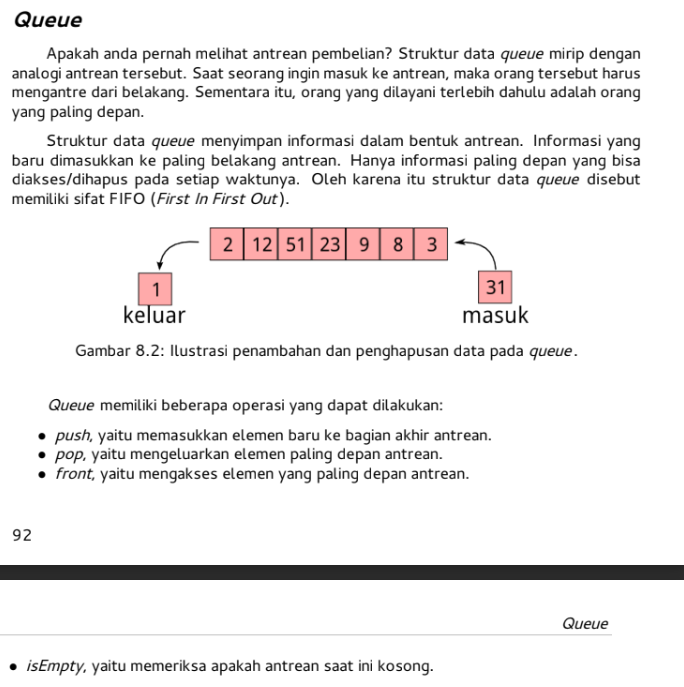 Queue
Apakah anda pernah melihat antrean pembelian? Struktur data queue mirip dengan
analogi antrean tersebut. Saat seorang ingin masuk ke antrean, maka orang tersebut harus
mengantre dari belakang. Sementara itu, orang yang dilayani terlebih dahulu adalah orang
yang paling depan.
Struktur data queue menyimpan informasi dalam bentuk antrean. Informasi yang
baru dimasukkan ke paling belakang antrean. Hanya informasi paling depan yang bisa
diakses/dihapus pada setiap waktunya. Oleh karena itu struktur data queue disebut
memiliki sifat FIFO (First In First Out).
2 12 51 23 9 8 3
1 31
keluar masuk
Gambar 8.2: Ilustrasi penambahan dan penghapusan data pada queue.
Queue memiliki beberapa operasi yang dapat dilakukan:
• push, yaitu memasukkan elemen baru ke bagian akhir antrean.
• pop, yaitu mengeluarkan elemen paling depan antrean.
• front, yaitu mengakses elemen yang paling depan antrean.
92
Queue
• isEmpty, yaitu memeriksa apakah antrean saat ini kosong.